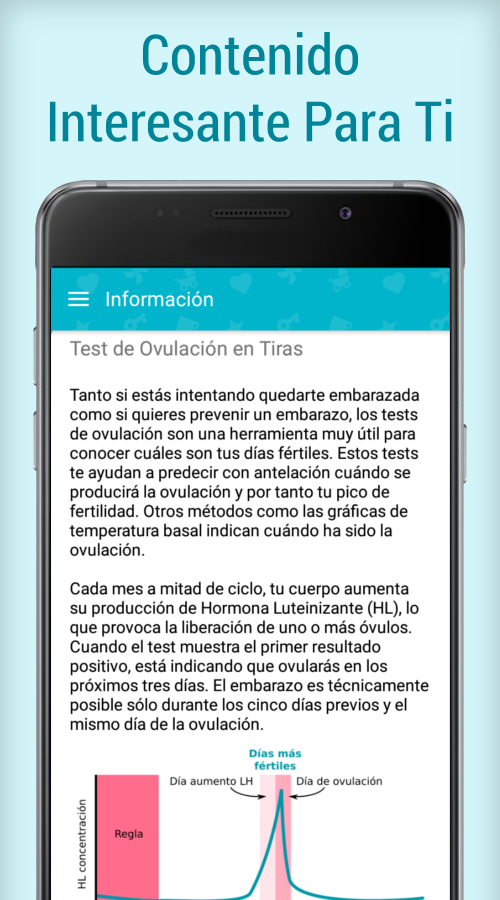 Contenido
Interesante Para Ti
Información
Test de Ovulación en Tiras
Tanto si estás intentando quedarte embarazada
como si quieres prevenir un embarazo, los tests
de ovulación son una herramienta muy útil para
conocer cuáles son tus días fértiles. Estos tests
te ayudan a predecir con antelación cuándo se
producirá la ovulación y por tanto tu pico de
fertilidad. Otros métodos como las gráficas de
temperatura basal indican cuándo ha sido la
ovulación.
Cada mes a mitad de ciclo, tu cuerpo aumenta
su producción de Hormona Luteinizante (HL), lo
que provoca la liberación de uno o más óvulos.
Cuando el test muestra el primer resultado
positivo, está indicando que ovularás en los
próximos tres días. El embarazo es técnicamente
posible sólo durante los cinco días previos y el
mismo día de la ovulación.
Días más
fértiles
Día aumento LH
Día de ovulación
Regla
HL concentración